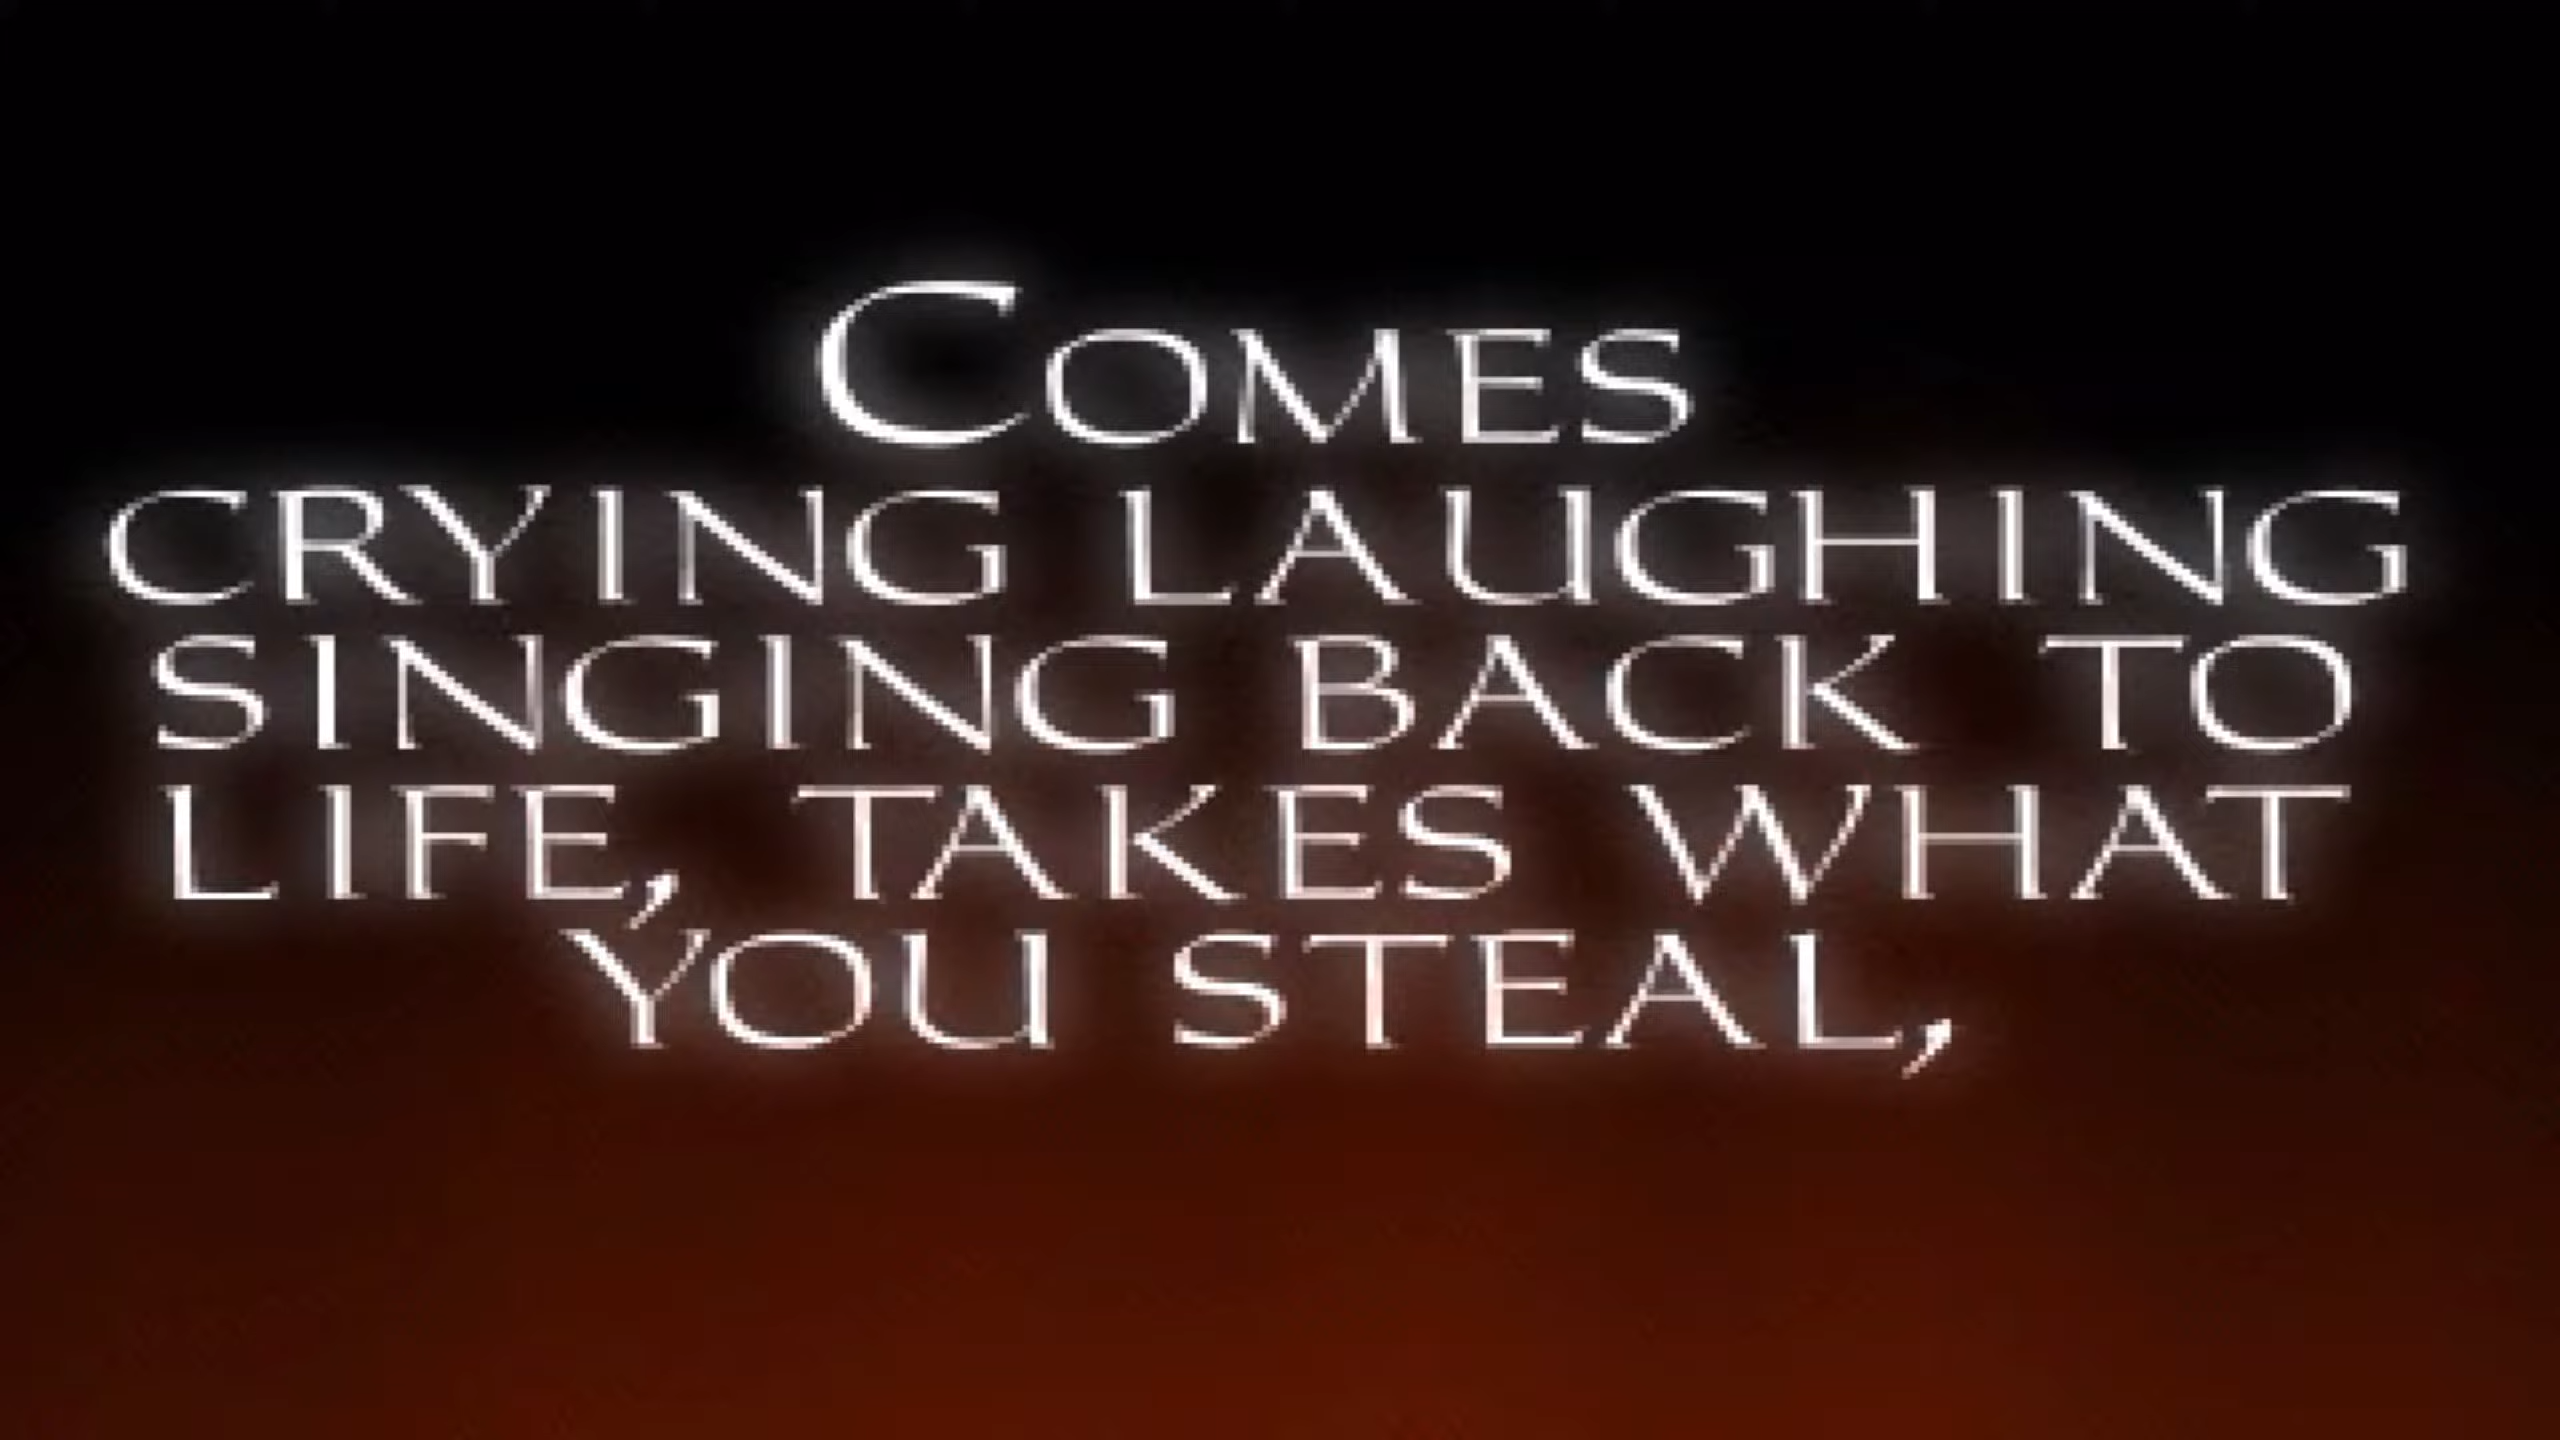 Comes
crying laughing
singing back to
life, takes what
you steal,